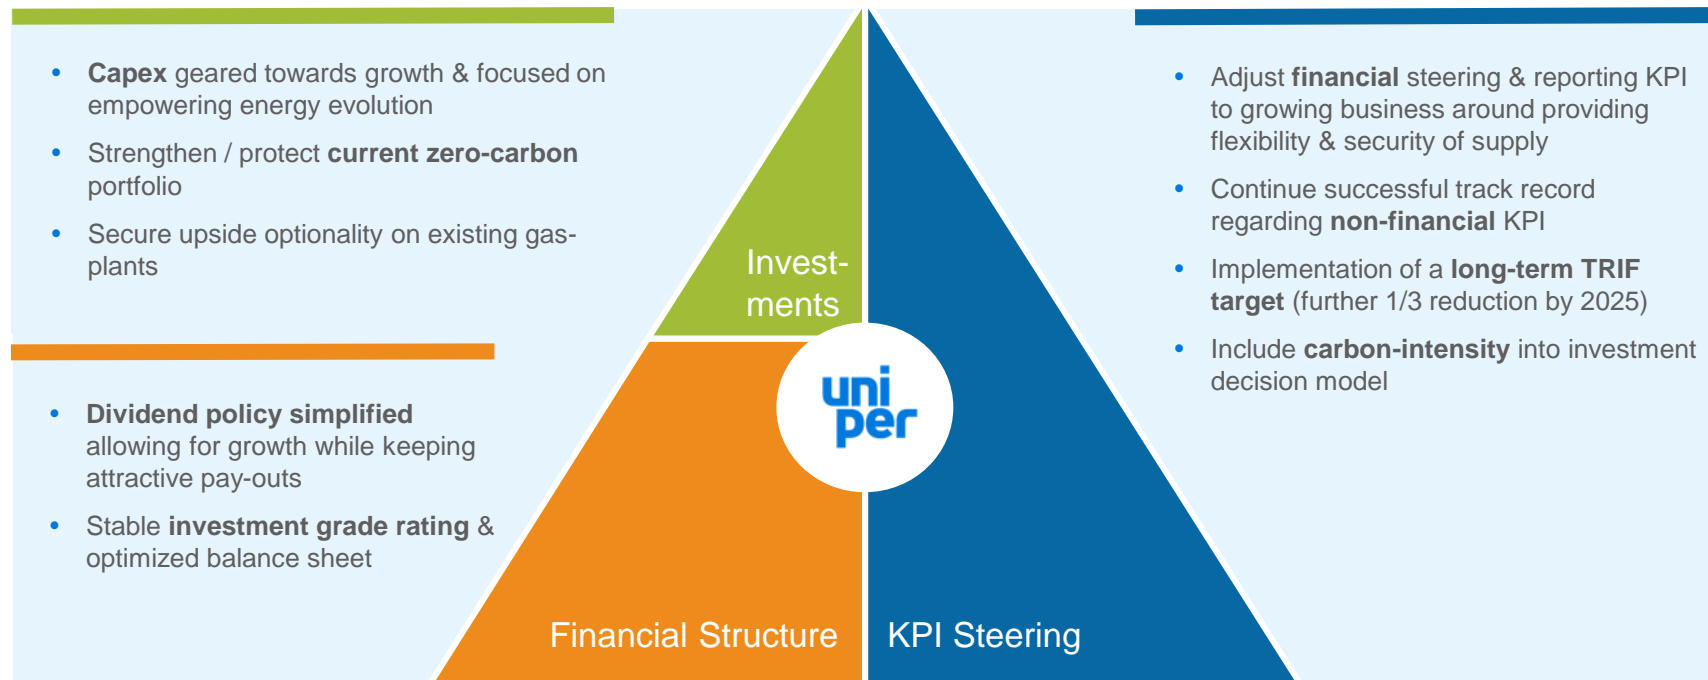 • Capex geared towards growth & focused on
empowering energy evolution
• Strengthen / protect current zero-carbon
portfolio
• Secure upside optionality on existing gas-
plants
• Dividend policy simplified
allowing for growth while keeping
attractive pay-outs
• Stable investment grade rating &
optimized balance sheet
Invest-
ments
uni
per
Financial Structure
KPI Steering
• Adjust financial steering & reporting KPI
to growing business around providing
flexibility & security of supply
• Continue successful track record
regarding non-financial KPI
• Implementation of a long-term TRIF
target (further 1/3 reduction by 2025)
• Include carbon-intensity into investment
decision model